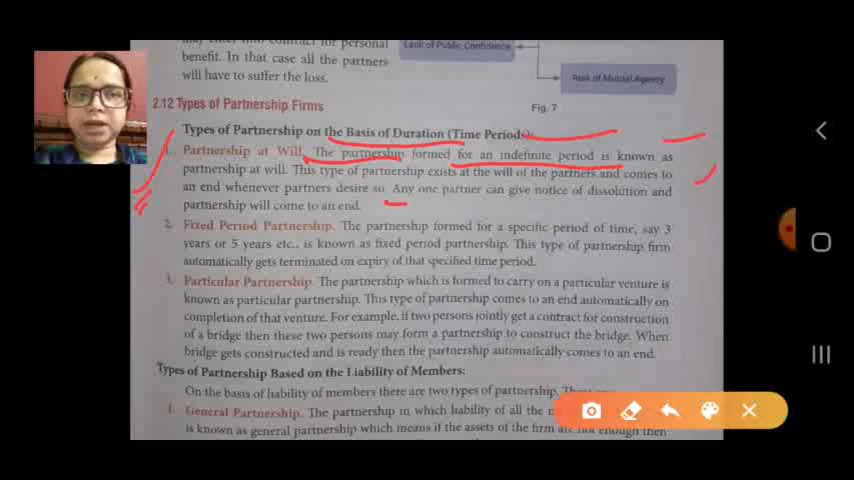 may enter into contract for personal
benefit. In that case all the partners
will have to suffer the loss.
Lack of Public Confidence
Risk of Mutual Agency
Fig. 7
2.12 Types of Partnership Firms
Types of Partnership on the Basis of Duration (Time Periods):
1. Partnership at Will. The partnership formed for an indefinite period is known as
partnership at will. This type of partnership exists at the will of the partners and comes to
an end whenever partners desire so. Any one partner can give notice of dissolution and
partnership will come to an end.
2. Fixed Period Partnership. The partnership formed for a specific period of time, say 3
years or 5 years etc., is known as fixed period partnership. This type of partnership firm
automatically gets terminated on expiry of that specified time period.
3. Particular Partnership. The partnership which is formed to carry on a particular venture is
known as particular partnership. This type of partnership comes to an end automatically on
completion of that venture. For example, if two persons jointly get a contract for construction
of a bridge then these two persons may form a partnership to construct the bridge. When
bridge gets constructed and is ready then the partnership automatically comes to an end.
Types of Partnership Based on the Liability of Members:
On the basis of liability of members there are two types of partnership.
1. General Partnership. The partnership in which liability of all the
is known as general partnership which means if the assets of the firm are not enough then